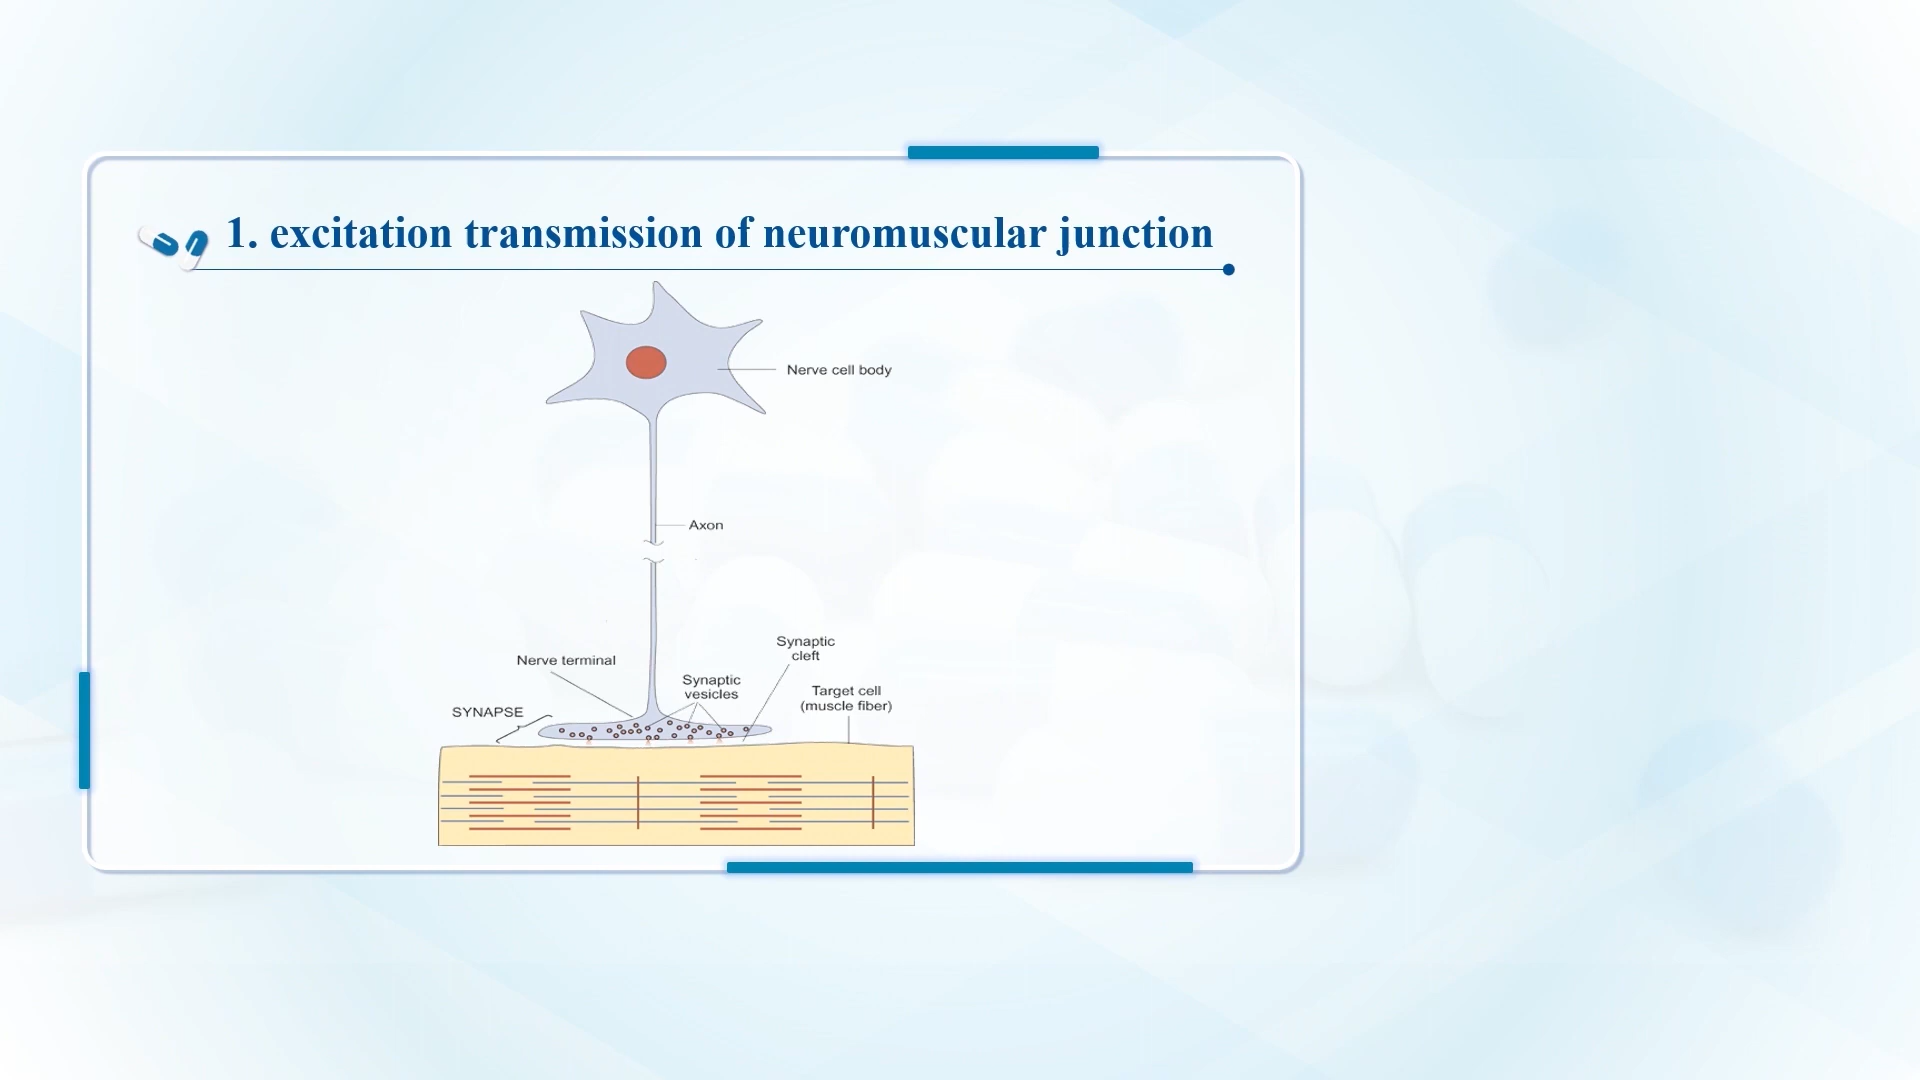 1. excitation transmission of neuromuscular junction
Nerve cell body
Axon
Synaptic
cleft
Nerve terminal
Synaptic
vesicles
Target cell
(muscle fiber)
SYNAPSE